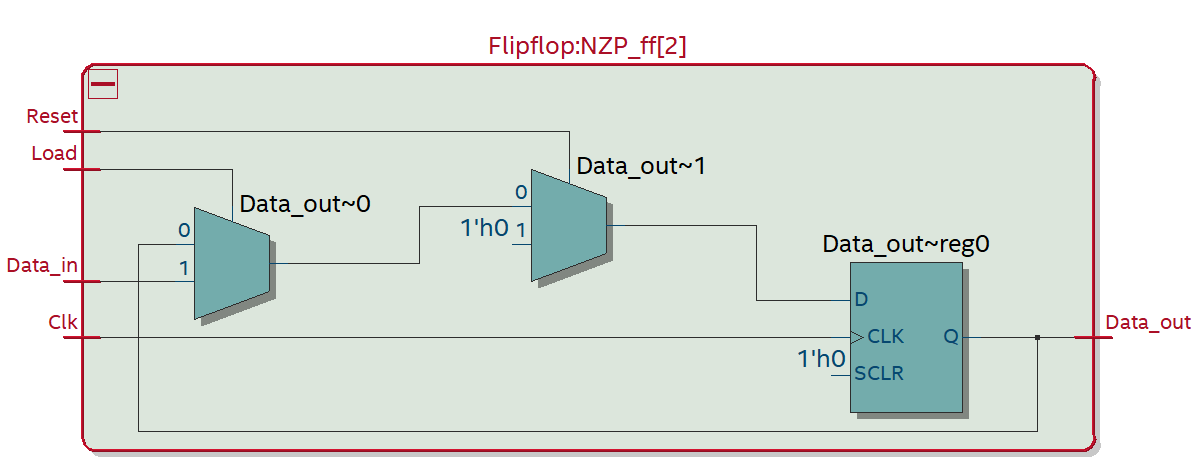 Flipflop:NZP_ff[2]
Reset
Load
Data_out~1
Data_out~0
0
1'h0 1
0
1
Data_in
Data_out~reg0
D
Clk
CLK
Q
Data_out
1'h0
SCLR